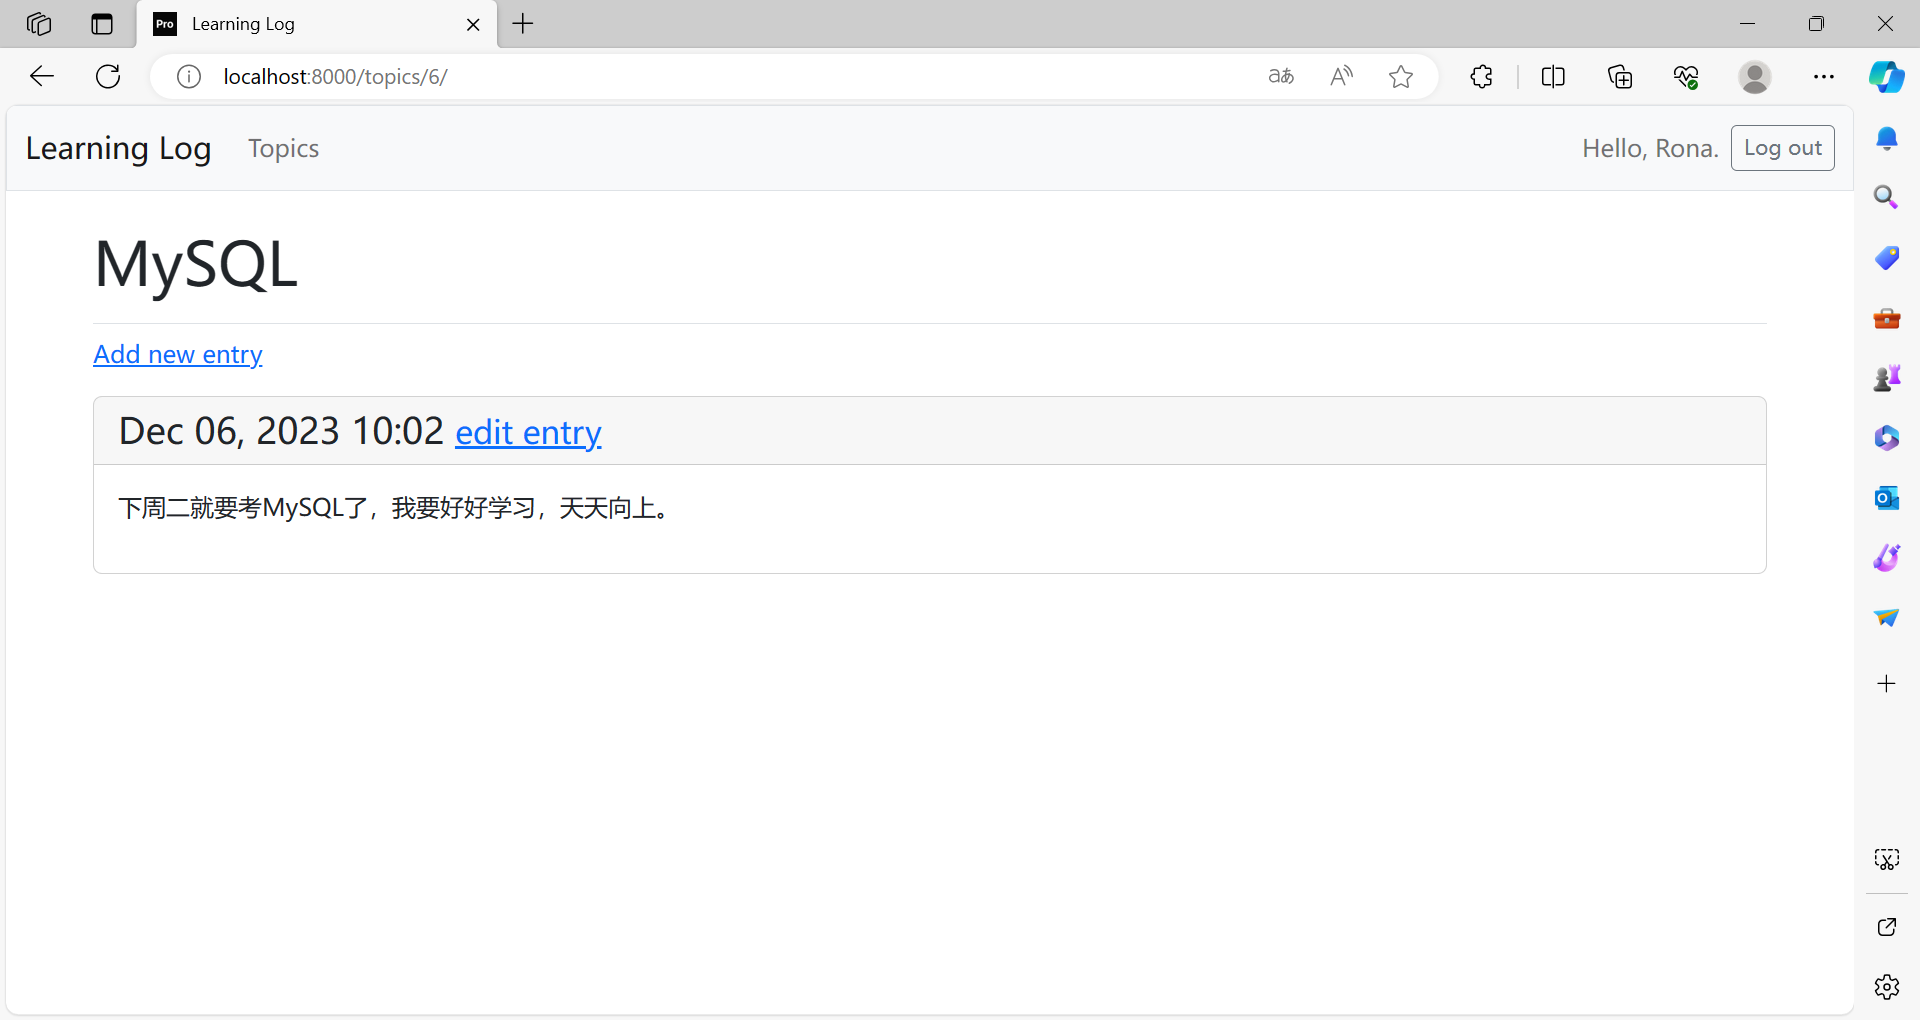 Pro Learning Log
localhost:8000/topics/6/
Learning Log Topics Hello, Rona. Log out
MySQL
Add new entry
Dec 06, 2023 10:02 edit entry
下周二就要考MySQL了，我要好好学习，天天向上。